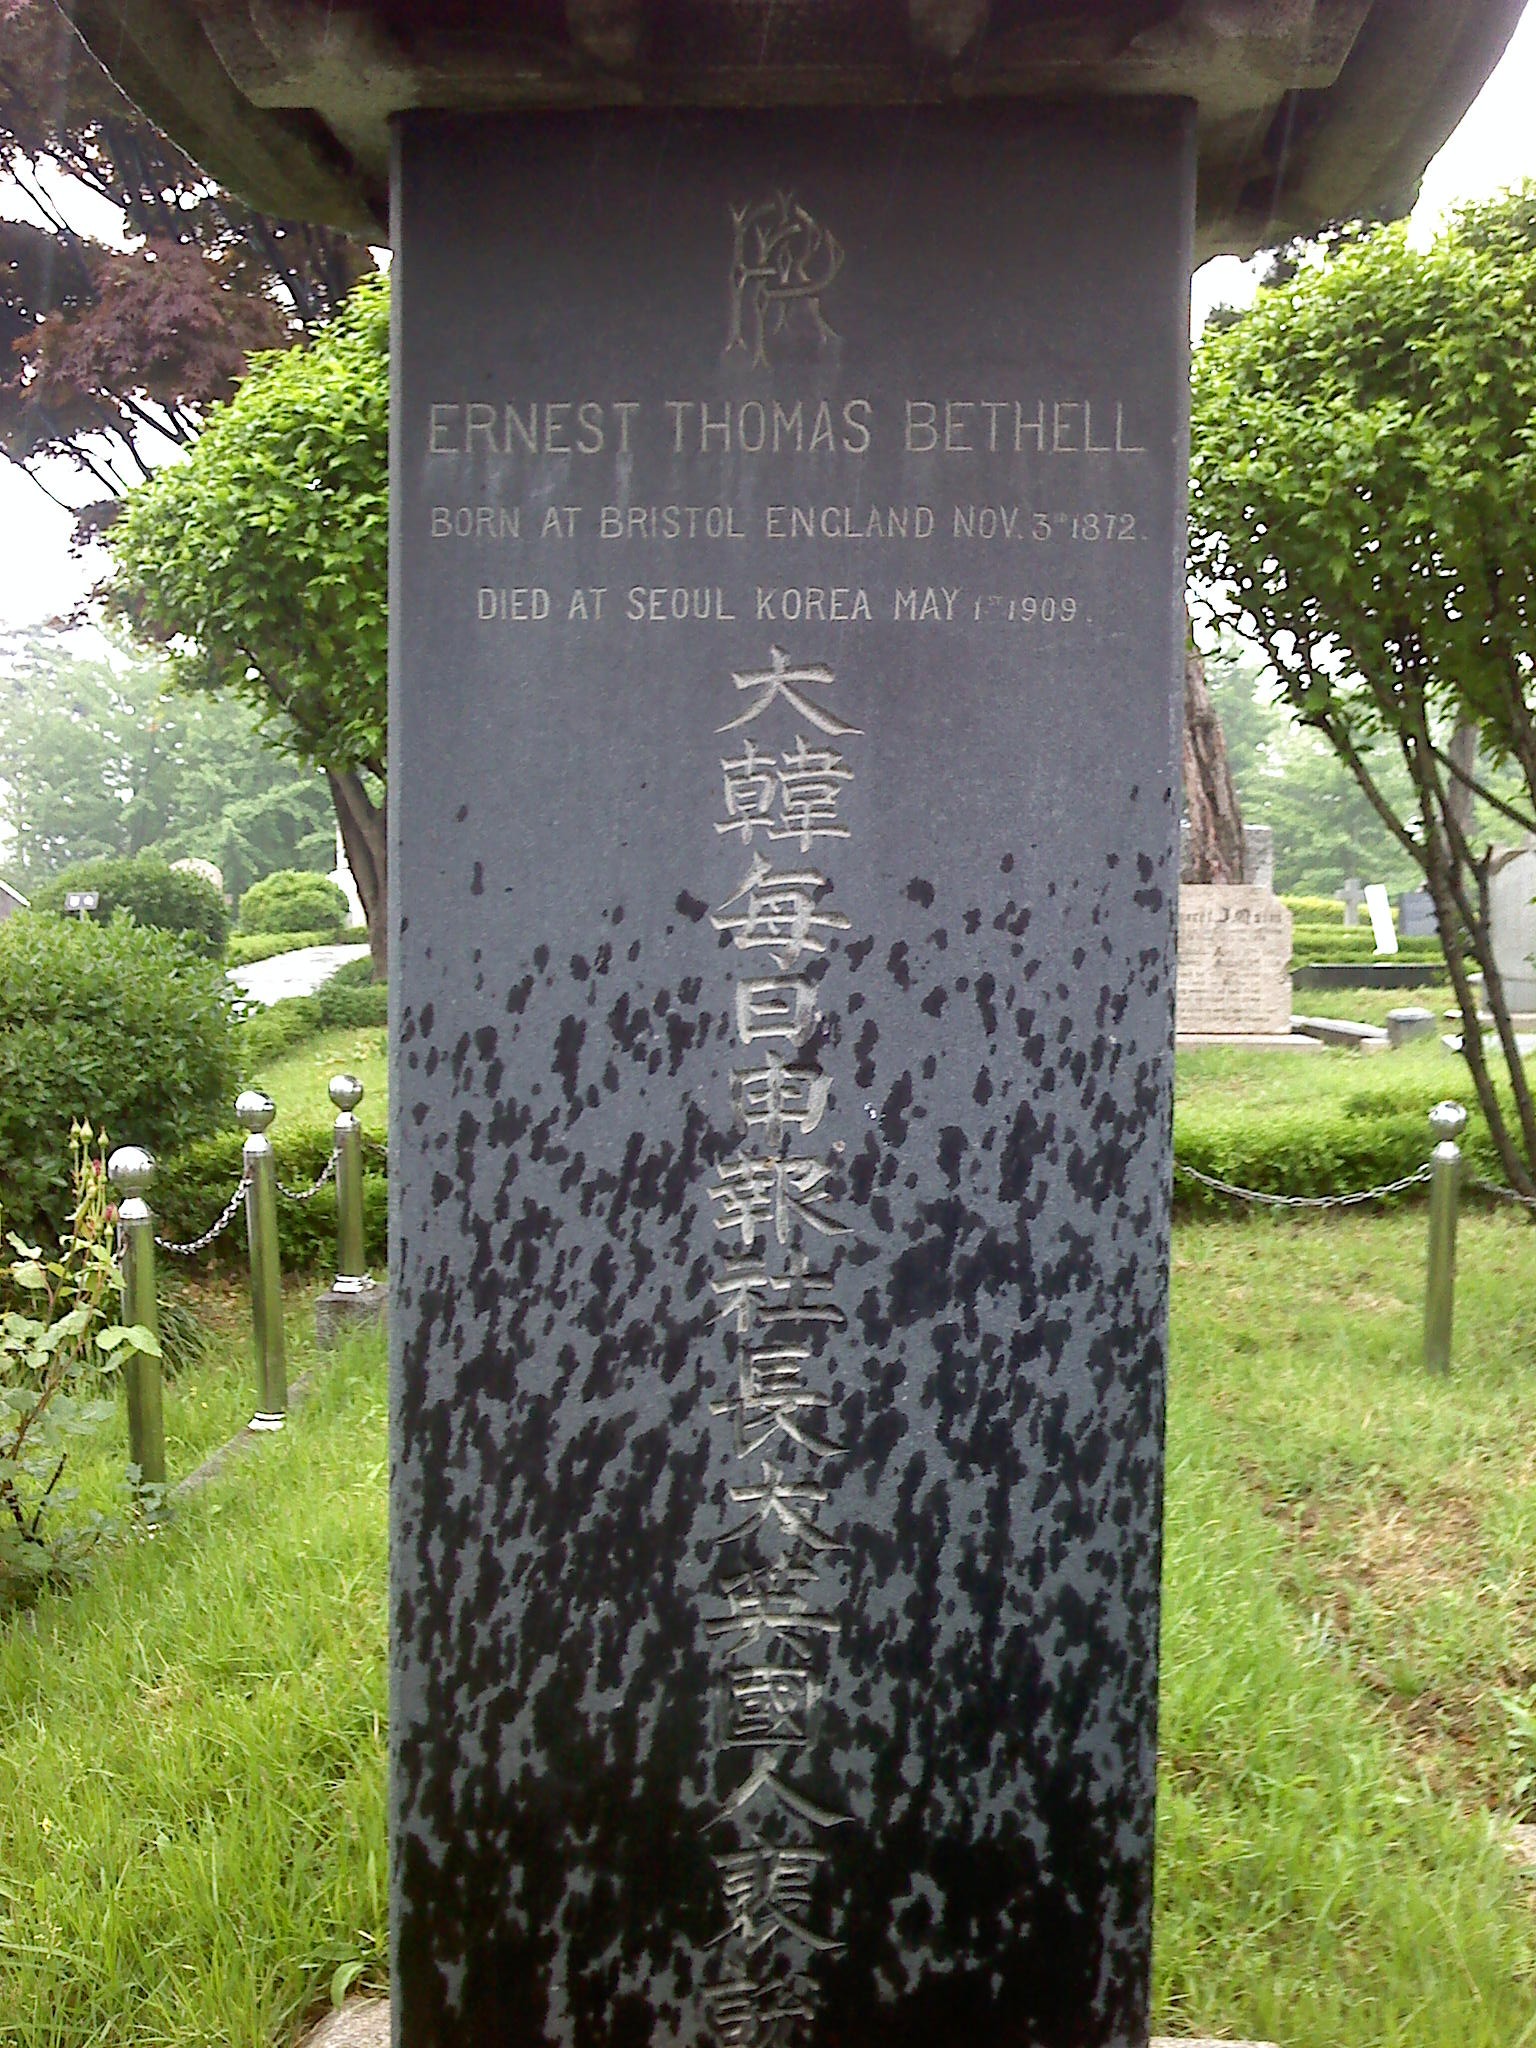 ERNEST THOMAS BETHELL
BORN AT BRISTOL ENGLAND NOV. 3RD 1872.
DIED AT SEOUL KOREA MAY 1ST 1909.
大韓每日申報社長大英國人裴說